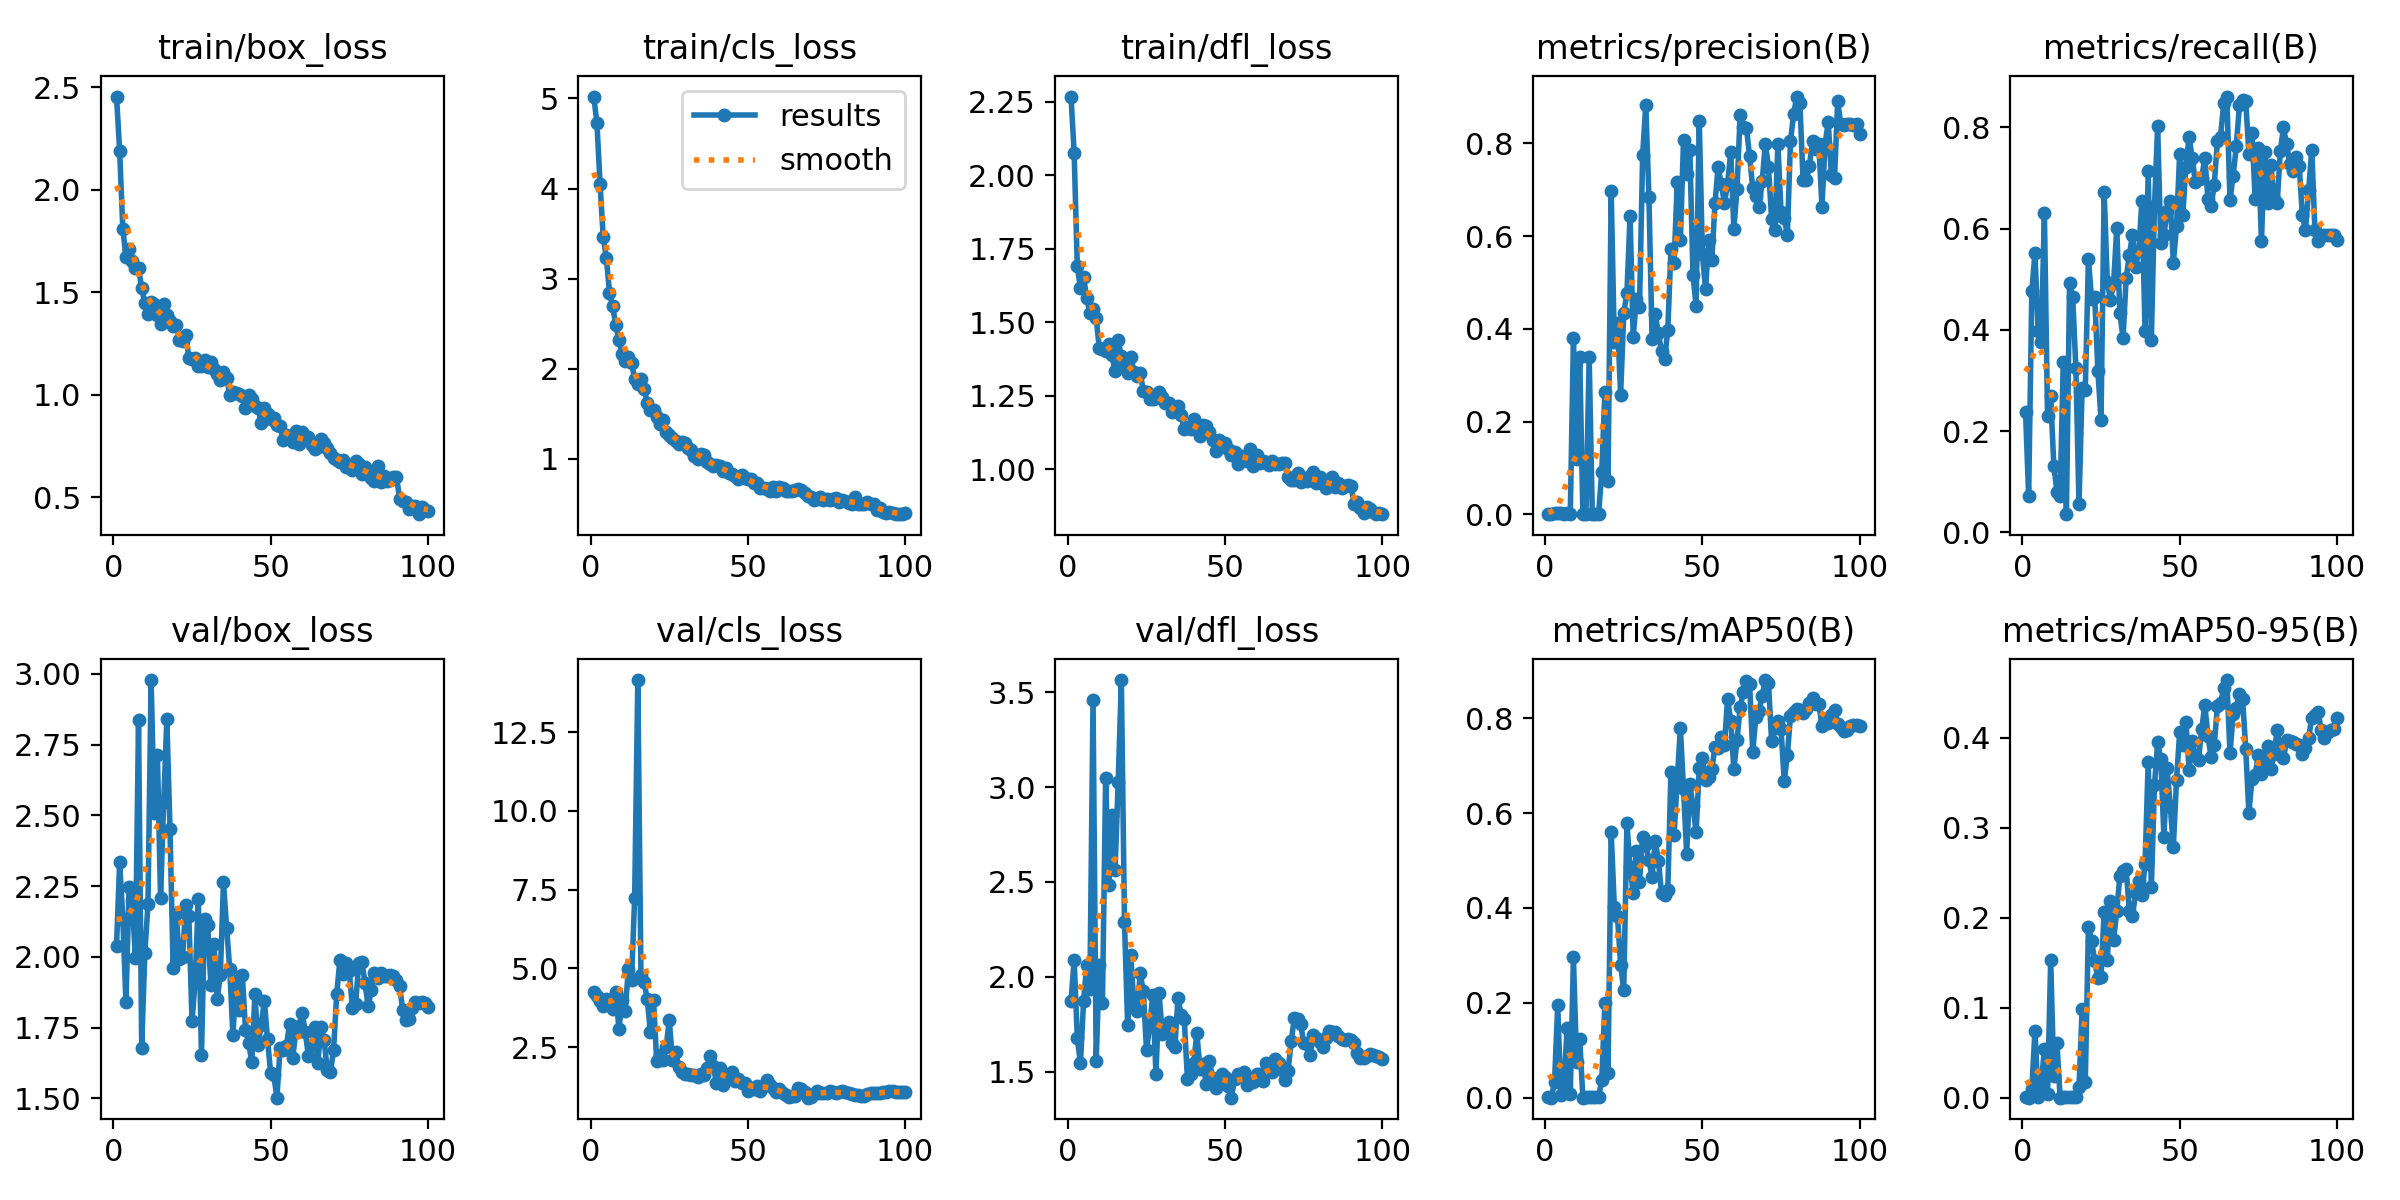 train/box_loss
2.5
2.0
1.5
1.0
0.5
0 50 100
train/cls_loss
results
smooth
5
4
3
2
1
0 50 100
train/dfl_loss
2.25
2.00
1.75
1.50
1.25
1.00
0 50 100
metrics/precision(B)
0.8
0.6
0.4
0.2
0.0
0 50 100
metrics/recall(B)
0.8
0.6
0.4
0.2
0.0
0 50 100
val/box_loss
3.00
2.75
2.50
2.25
2.00
1.75
1.50
0 50 100
val/cls_loss
12.5
10.0
7.5
5.0
2.5
0 50 100
val/dfl_loss
3.5
3.0
2.5
2.0
1.5
0 50 100
metrics/mAP50(B)
0.8
0.6
0.4
0.2
0.0
0 50 100
metrics/mAP50-95(B)
0.4
0.3
0.2
0.1
0.0
0 50 100